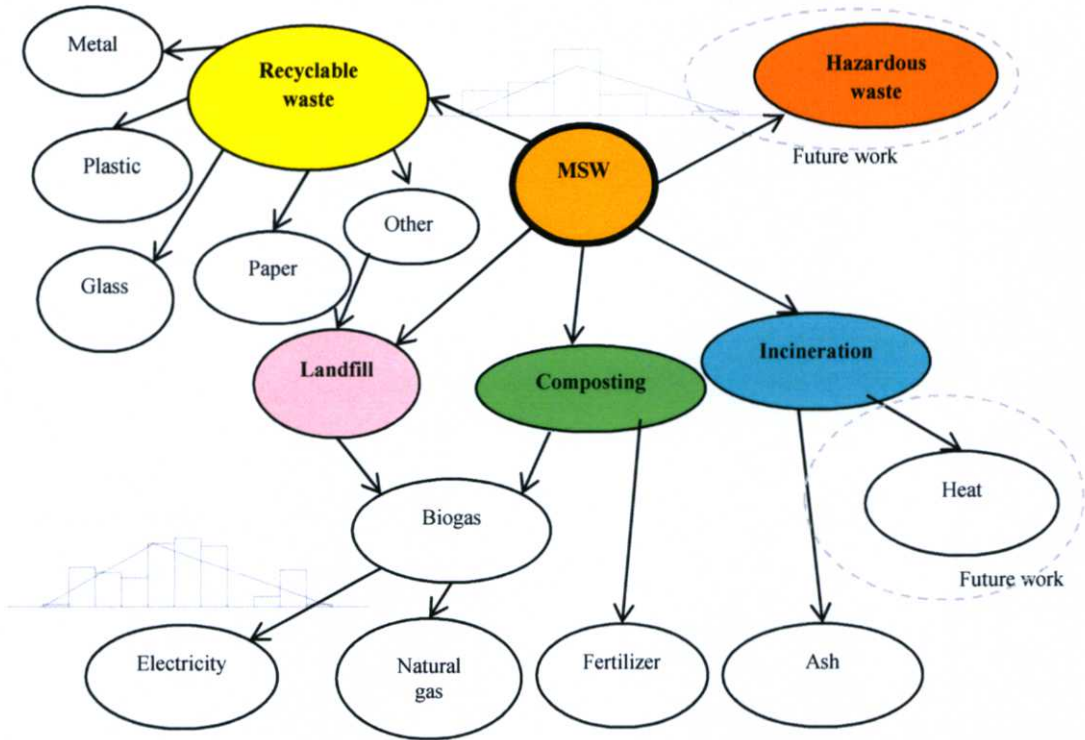 Metal
Recyclable
waste
Hazardous
waste
Future work
MSW
Plastic
Other
Glass
Paper
Landfill
Composting
Incineration
Biogas
Heat
Future work
Electricity
Natural
gas
Fertilizer
Ash